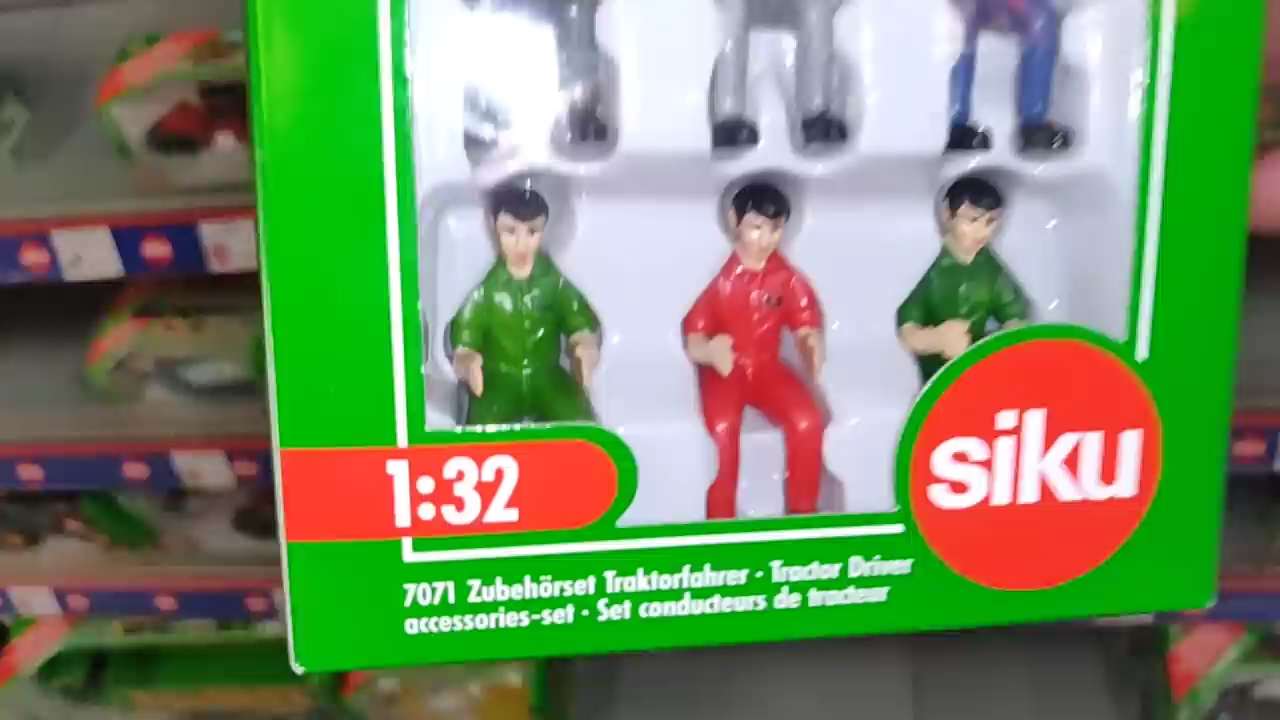 1:32
siku
7071 Zubehörset Traktorfahrer · Tractor Driver
accessories-set · Set conducteurs de tracteur